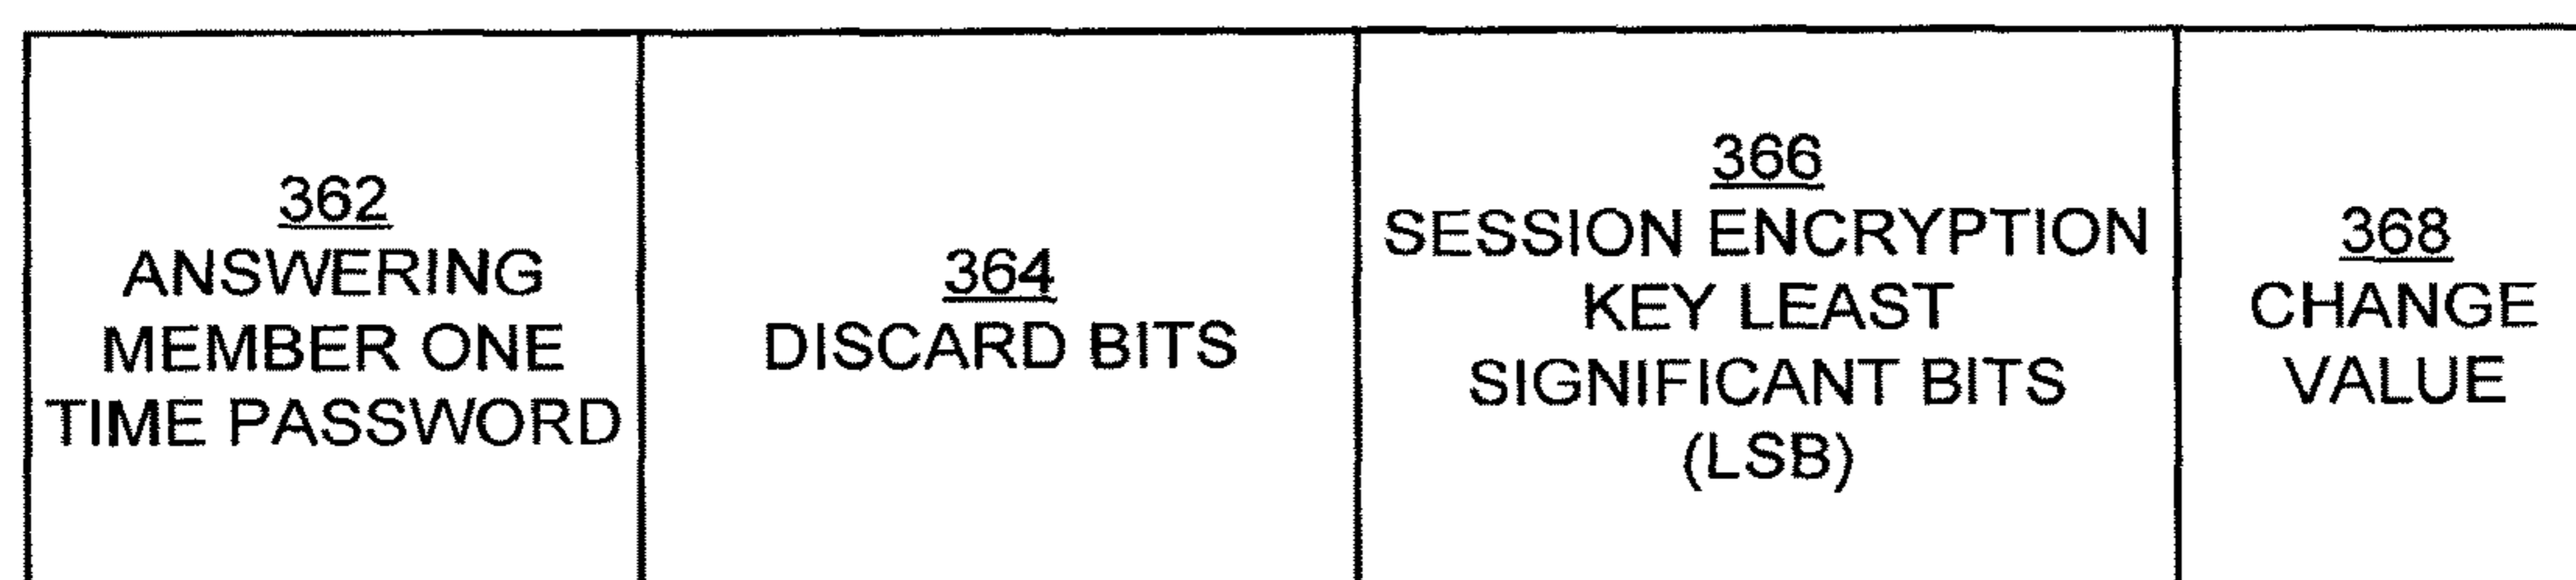 362
ANSWERING
MEMBER ONE
TIME PASSWORD
364
DISCARD BITS
366
SESSION ENCRYPTION
KEY LEAST
SIGNIFICANT BITS
(LSB)
368
CHANGE
VALUE